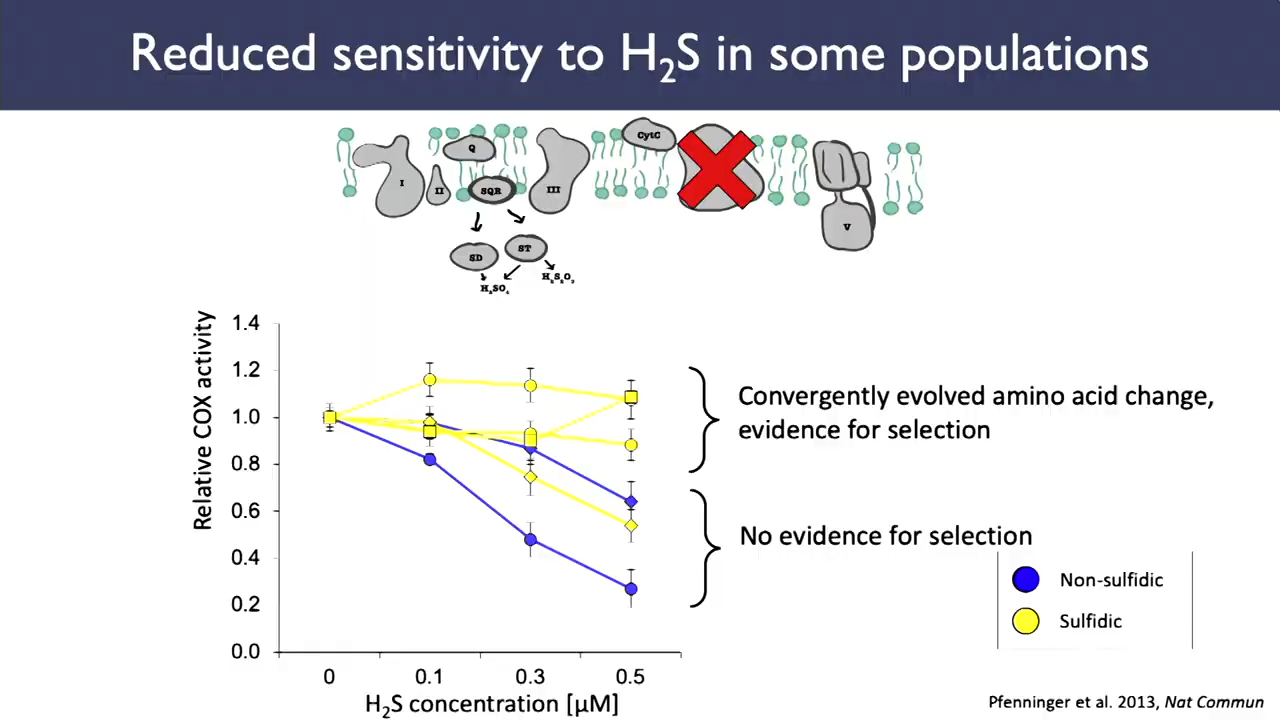 Reduced sensitivity to H₂S in some populations
CytC
Q
I
II
SQR
III
V
SD
ST
H₂SO₄
H₂S₂O₃
Relative COX activity
1.4
1.2
1.0
0.8
0.6
0.4
0.2
0.0
0
0.1
0.3
0.5
H₂S concentration [µM]
Convergently evolved amino acid change,
evidence for selection
No evidence for selection
Non-sulfidic
Sulfidic
Pfenninger et al. 2013, Nat Commun